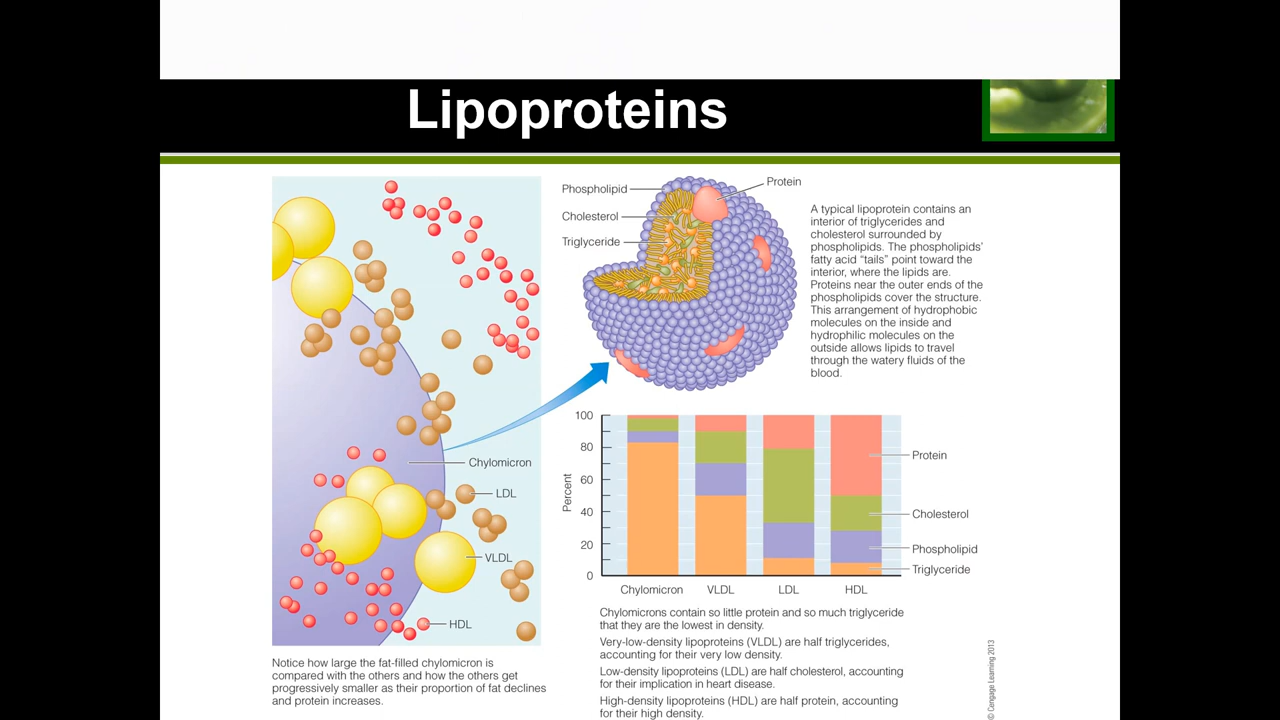 Lipoproteins
Phospholipid
Cholesterol
Triglyceride
Protein
A typical lipoprotein contains an
interior of triglycerides and
cholesterol surrounded by
phospholipids. The phospholipids’
fatty acid “tails” point toward the
interior, where the lipids are.
Proteins near the outer ends of the
phospholipids cover the structure.
This arrangement of hydrophobic
molecules on the inside and
hydrophilic molecules on the
outside allows lipids to travel
through the watery fluids of the
blood.
Chylomicron
LDL
VLDL
HDL
Notice how large the fat-filled chylomicron is
compared with the others and how the others get
progressively smaller as their proportion of fat declines
and protein increases.
Percent
100
80
60
40
20
0
Chylomicron VLDL LDL HDL
Protein
Cholesterol
Phospholipid
Triglyceride
Chylomicrons contain so little protein and so much triglyceride
that they are the lowest in density.
Very-low-density lipoproteins (VLDL) are half triglycerides,
accounting for their very low density.
Low-density lipoproteins (LDL) are half cholesterol, accounting
for their implication in heart disease.
High-density lipoproteins (HDL) are half protein, accounting
for their high density.
© Cengage Learning 2013